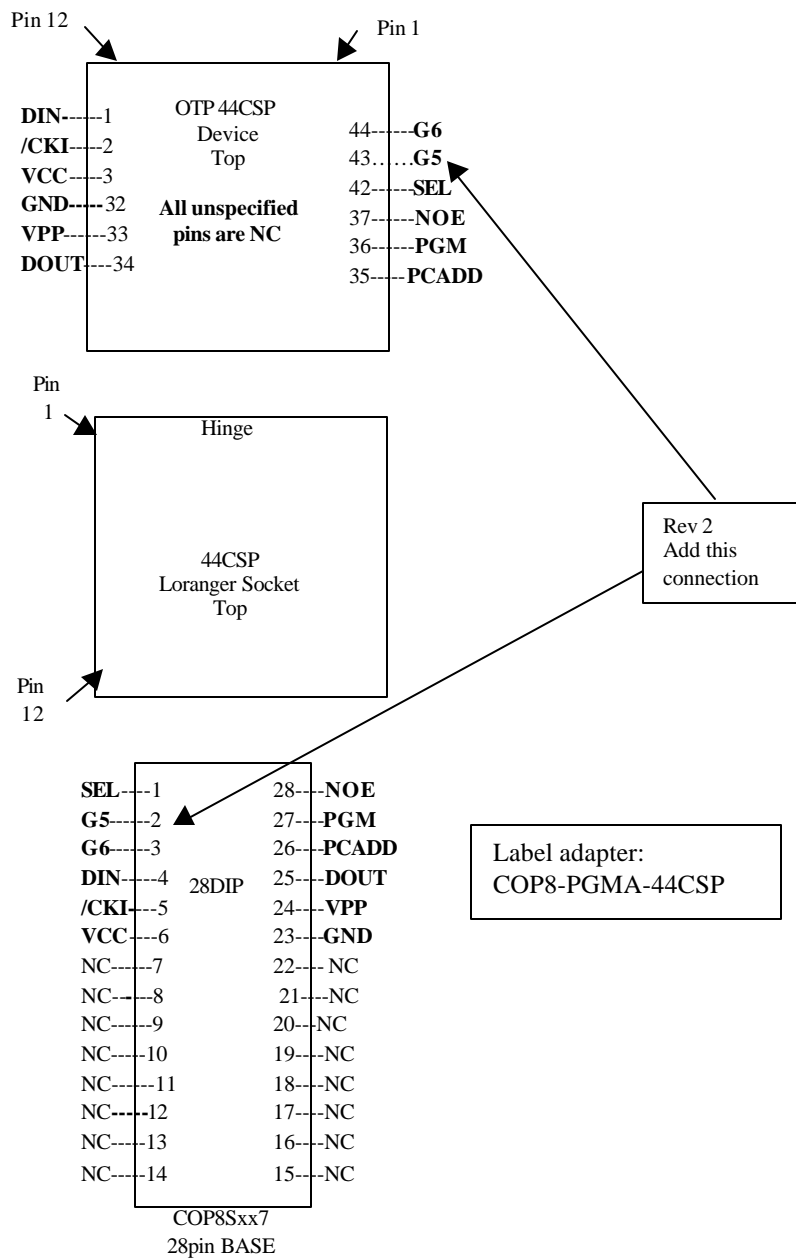 Pin 12
Pin 1
OTP 44CSP
Device
Top
All unspecified
pins are NC
DIN------1
/CKI-----2
VCC-----3
GND-----32
VPP------33
DOUT----34
44------G6
43……G5
42------SEL
37-----NOE
36-----PGM
35-----PCADD
Pin
1
Hinge
44CSP
Loranger Socket
Top
Pin
12
Rev 2
Add this
connection
SEL----1
G5-----2
G6-----3
DIN----4
/CKI----5
VCC----6
NC------7
NC-----8
NC-----9
NC-----10
NC------11
NC-----12
NC-----13
NC-----14
28DIP
28---NOE
27----PGM
26----PCADD
25----DOUT
24----VPP
23----GND
22---- NC
21----NC
20---NC
19----NC
18----NC
17----NC
16----NC
15----NC
COP8Sxx7
28pin BASE
Label adapter:
COP8-PGMA-44CSP